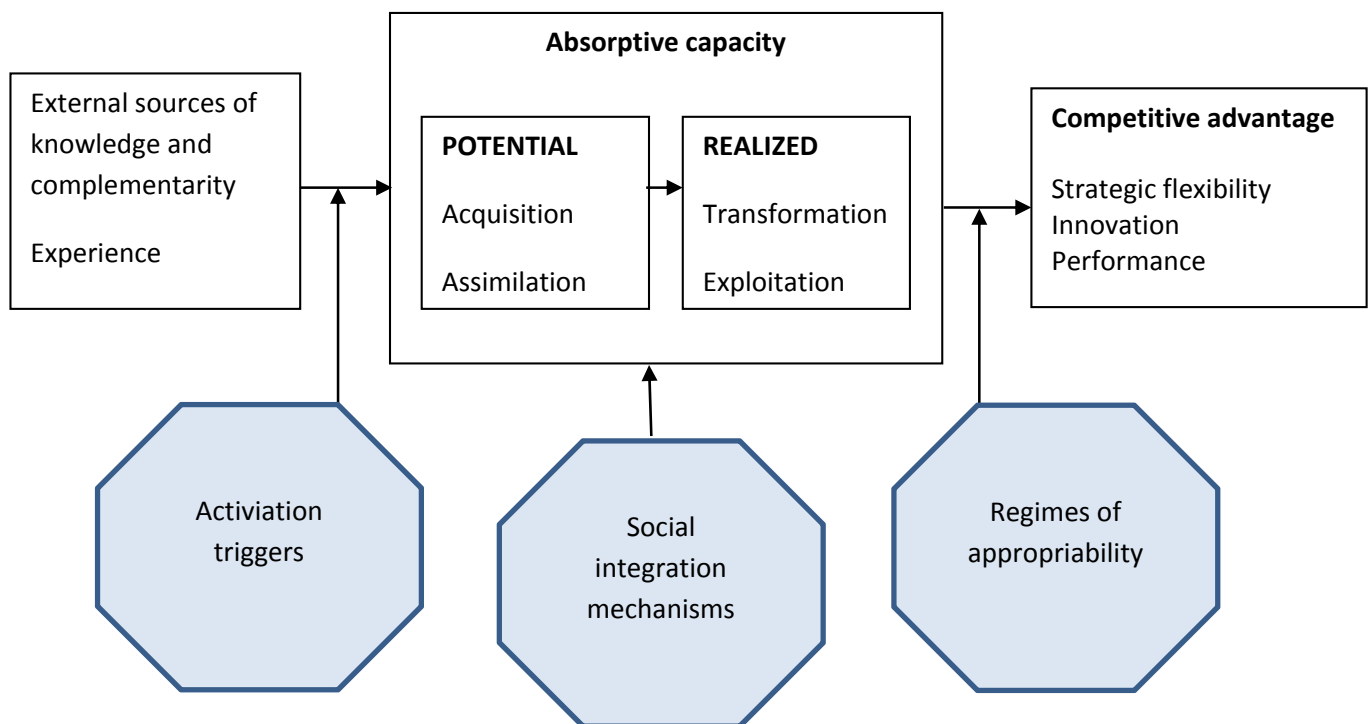 Absorptive capacity
External sources of
knowledge and
complementarity
Experience
POTENTIAL
Acquisition
Assimilation
REALIZED
Transformation
Exploitation
Competitive advantage
Strategic flexibility
Innovation
Performance
Activiation
triggers
Social
integration
mechanisms
Regimes of
appropriability